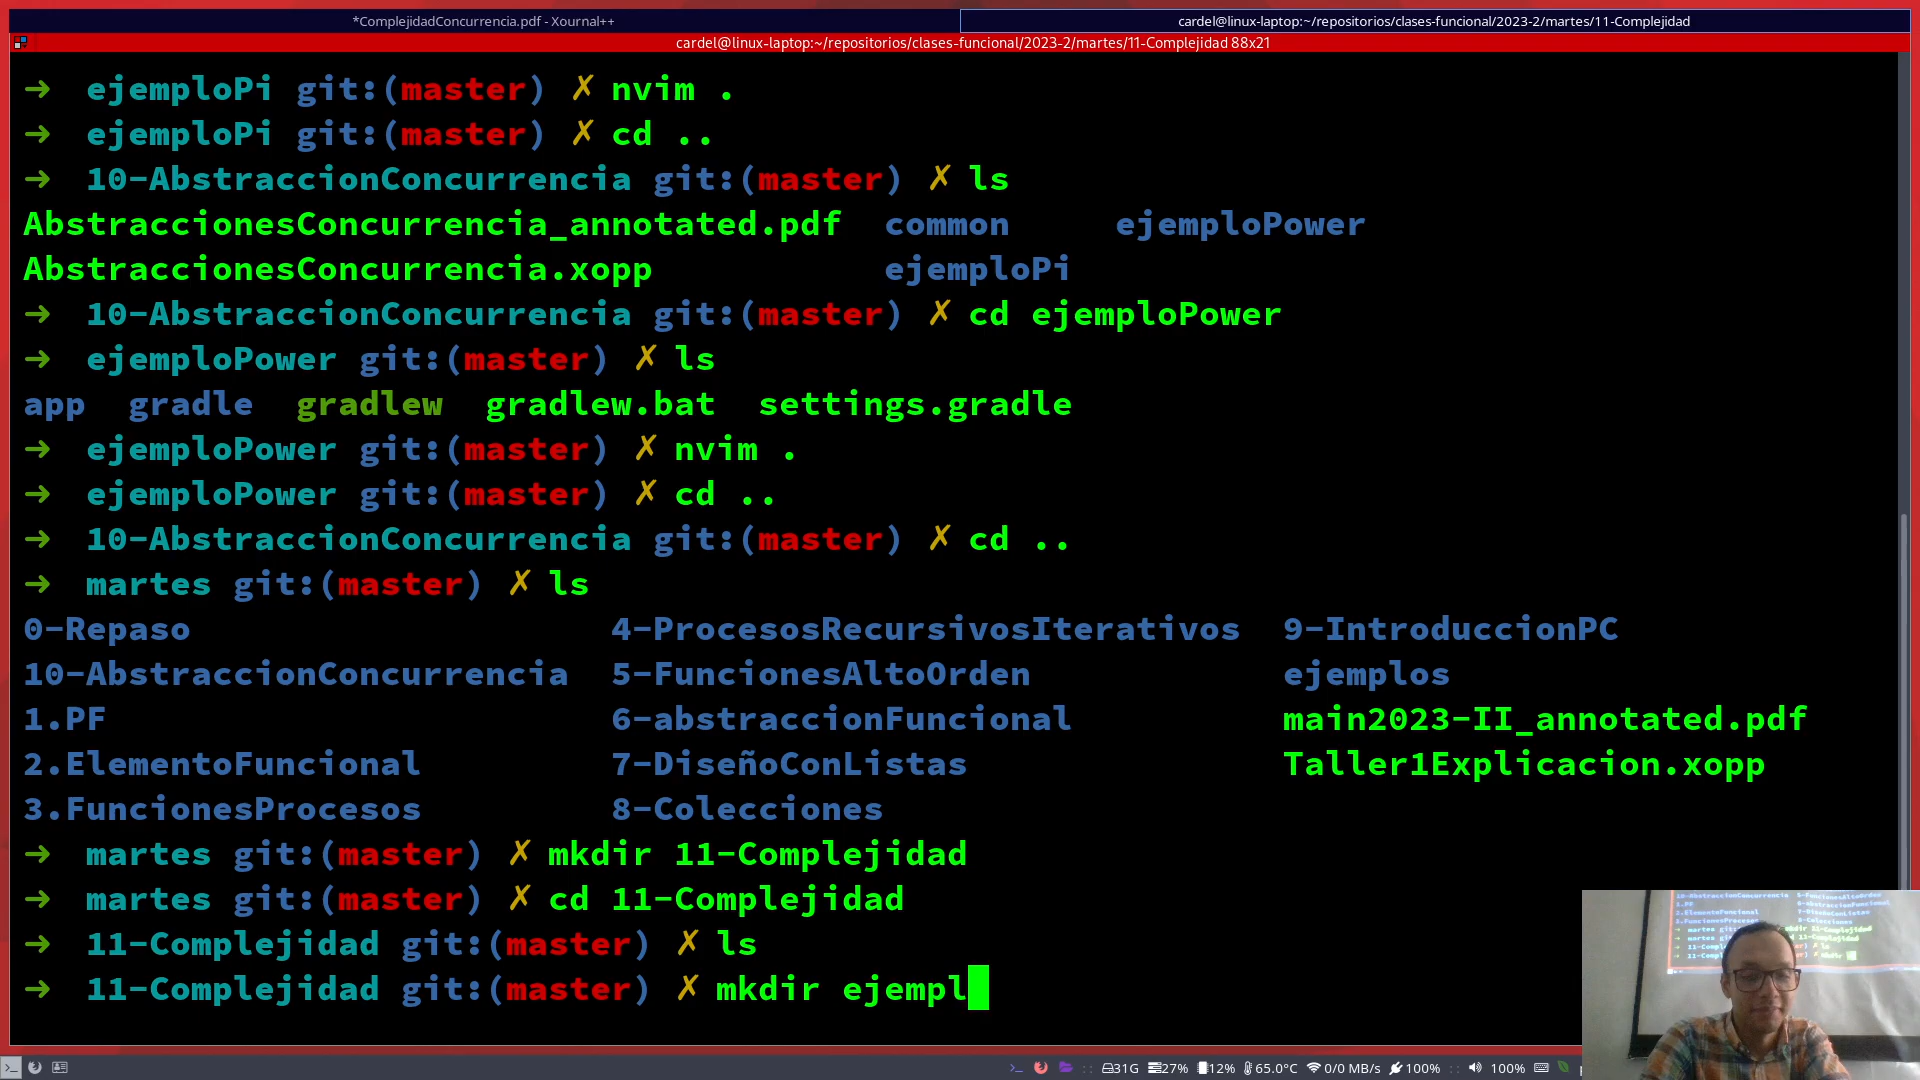 *ComplejidadConcurrencia.pdf - Xournal++
cardel@linux-laptop:~/repositorios/clases-funcional/2023-2/martes/11-Complejidad
cardel@linux-laptop:~/repositorios/clases-funcional/2023-2/martes/11-Complejidad 88x21
➜  ejemploPi git:(master) ✗ nvim .
➜  ejemploPi git:(master) ✗ cd ..
➜  10-AbstraccionConcurrencia git:(master) ✗ ls
AbstraccionesConcurrencia_annotated.pdf  common     ejemploPower
AbstraccionesConcurrencia.xopp           ejemploPi
➜  10-AbstraccionConcurrencia git:(master) ✗ cd ejemploPower
➜  ejemploPower git:(master) ✗ ls
app  gradle  gradlew  gradlew.bat  settings.gradle
➜  ejemploPower git:(master) ✗ nvim .
➜  ejemploPower git:(master) ✗ cd ..
➜  10-AbstraccionConcurrencia git:(master) ✗ cd ..
➜  martes git:(master) ✗ ls
0-Repaso                    4-ProcesosRecursivosIterativos  9-IntroduccionPC
10-AbstraccionConcurrencia  5-FuncionesAltoOrden            ejemplos
1.PF                        6-abstraccionFuncional          main2023-II_annotated.pdf
2.ElementoFuncional         7-DiseñoConListas               Taller1Explicacion.xopp
3.FuncionesProcesos         8-Colecciones
➜  martes git:(master) ✗ mkdir 11-Complejidad
➜  martes git:(master) ✗ cd 11-Complejidad
➜  11-Complejidad git:(master) ✗ ls
➜  11-Complejidad git:(master) ✗ mkdir ejempl
31G 27% 12% 65.0°C 0/0 MB/s 100% 100%